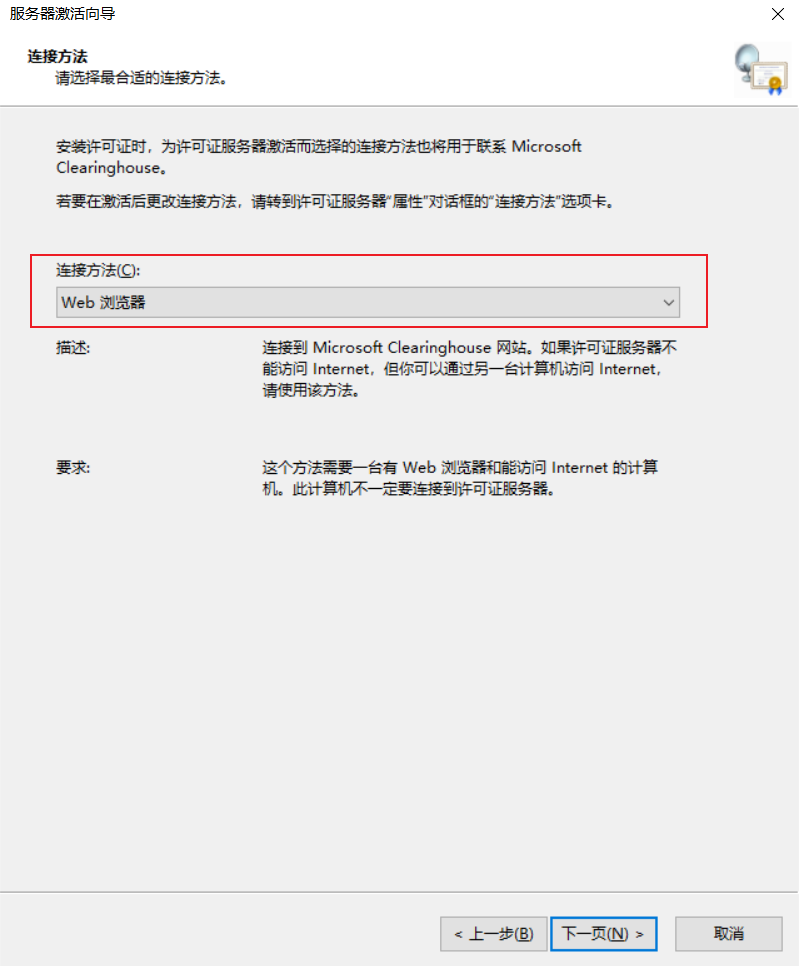 服务器激活向导
连接方法
请选择最合适的连接方法。
安装许可证时，为许可证服务器激活而选择的连接方法也将用于联系 Microsoft
Clearinghouse。
若要在激活后更改连接方法，请转到许可证服务器“属性”对话框的“连接方法”选项卡。
连接方法(C):
Web 浏览器
描述:
连接到 Microsoft Clearinghouse 网站。如果许可证服务器不
能访问 Internet，但你可以通过另一台计算机访问 Internet，
请使用该方法。
要求:
这个方法需要一台有 Web 浏览器和能访问 Internet 的计算
机。此计算机不一定要连接到许可证服务器。
< 上一步(B)
下一页(N) >
取消